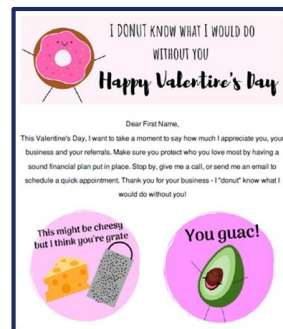 I DONUT KNOW WHAT I WOULD DO
WITHOUT YOU
Happy Valentine's Day
Dear First Name,
This Valentine's Day, I want to take a moment to say how much I appreciate you, your
business and your referrals. Make sure you protect who you love most by having a
sound financial plan put in place. Stop by, give me a call, or send me an email to
schedule a quick appointment. Thank you for your business - I "donut" know what I
would do without you!
This might be cheesy
but I think you're grate
You guac!